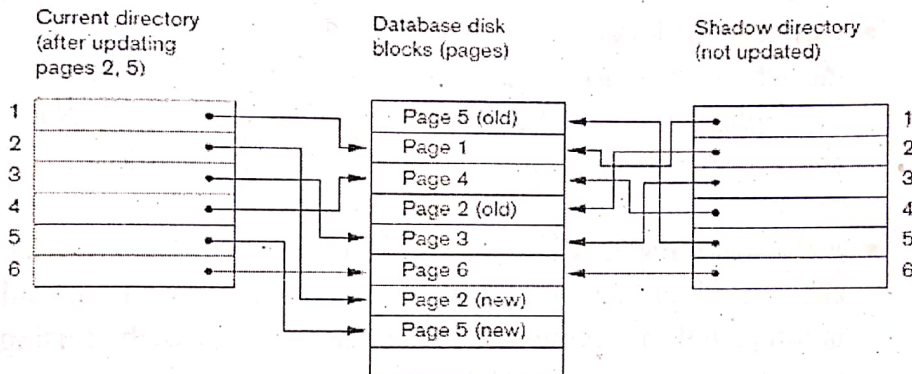 Current directory
(after updating
pages 2, 5)
Database disk
blocks (pages)
Shadow directory
(not updated)
1
2
3
4
5
6
Page 5 (old)
Page 1
Page 4
Page 2 (old)
Page 3
Page 6
Page 2 (new)
Page 5 (new)
1
2
3
4
5
6